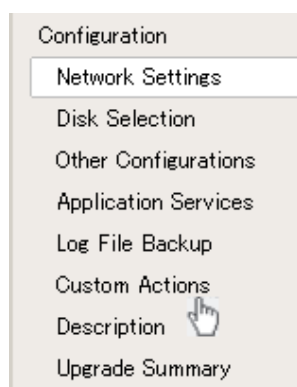 Configuration
Network Settings
Disk Selection
Other Configurations
Application Services
Log File Backup
Custom Actions
Description
Upgrade Summary